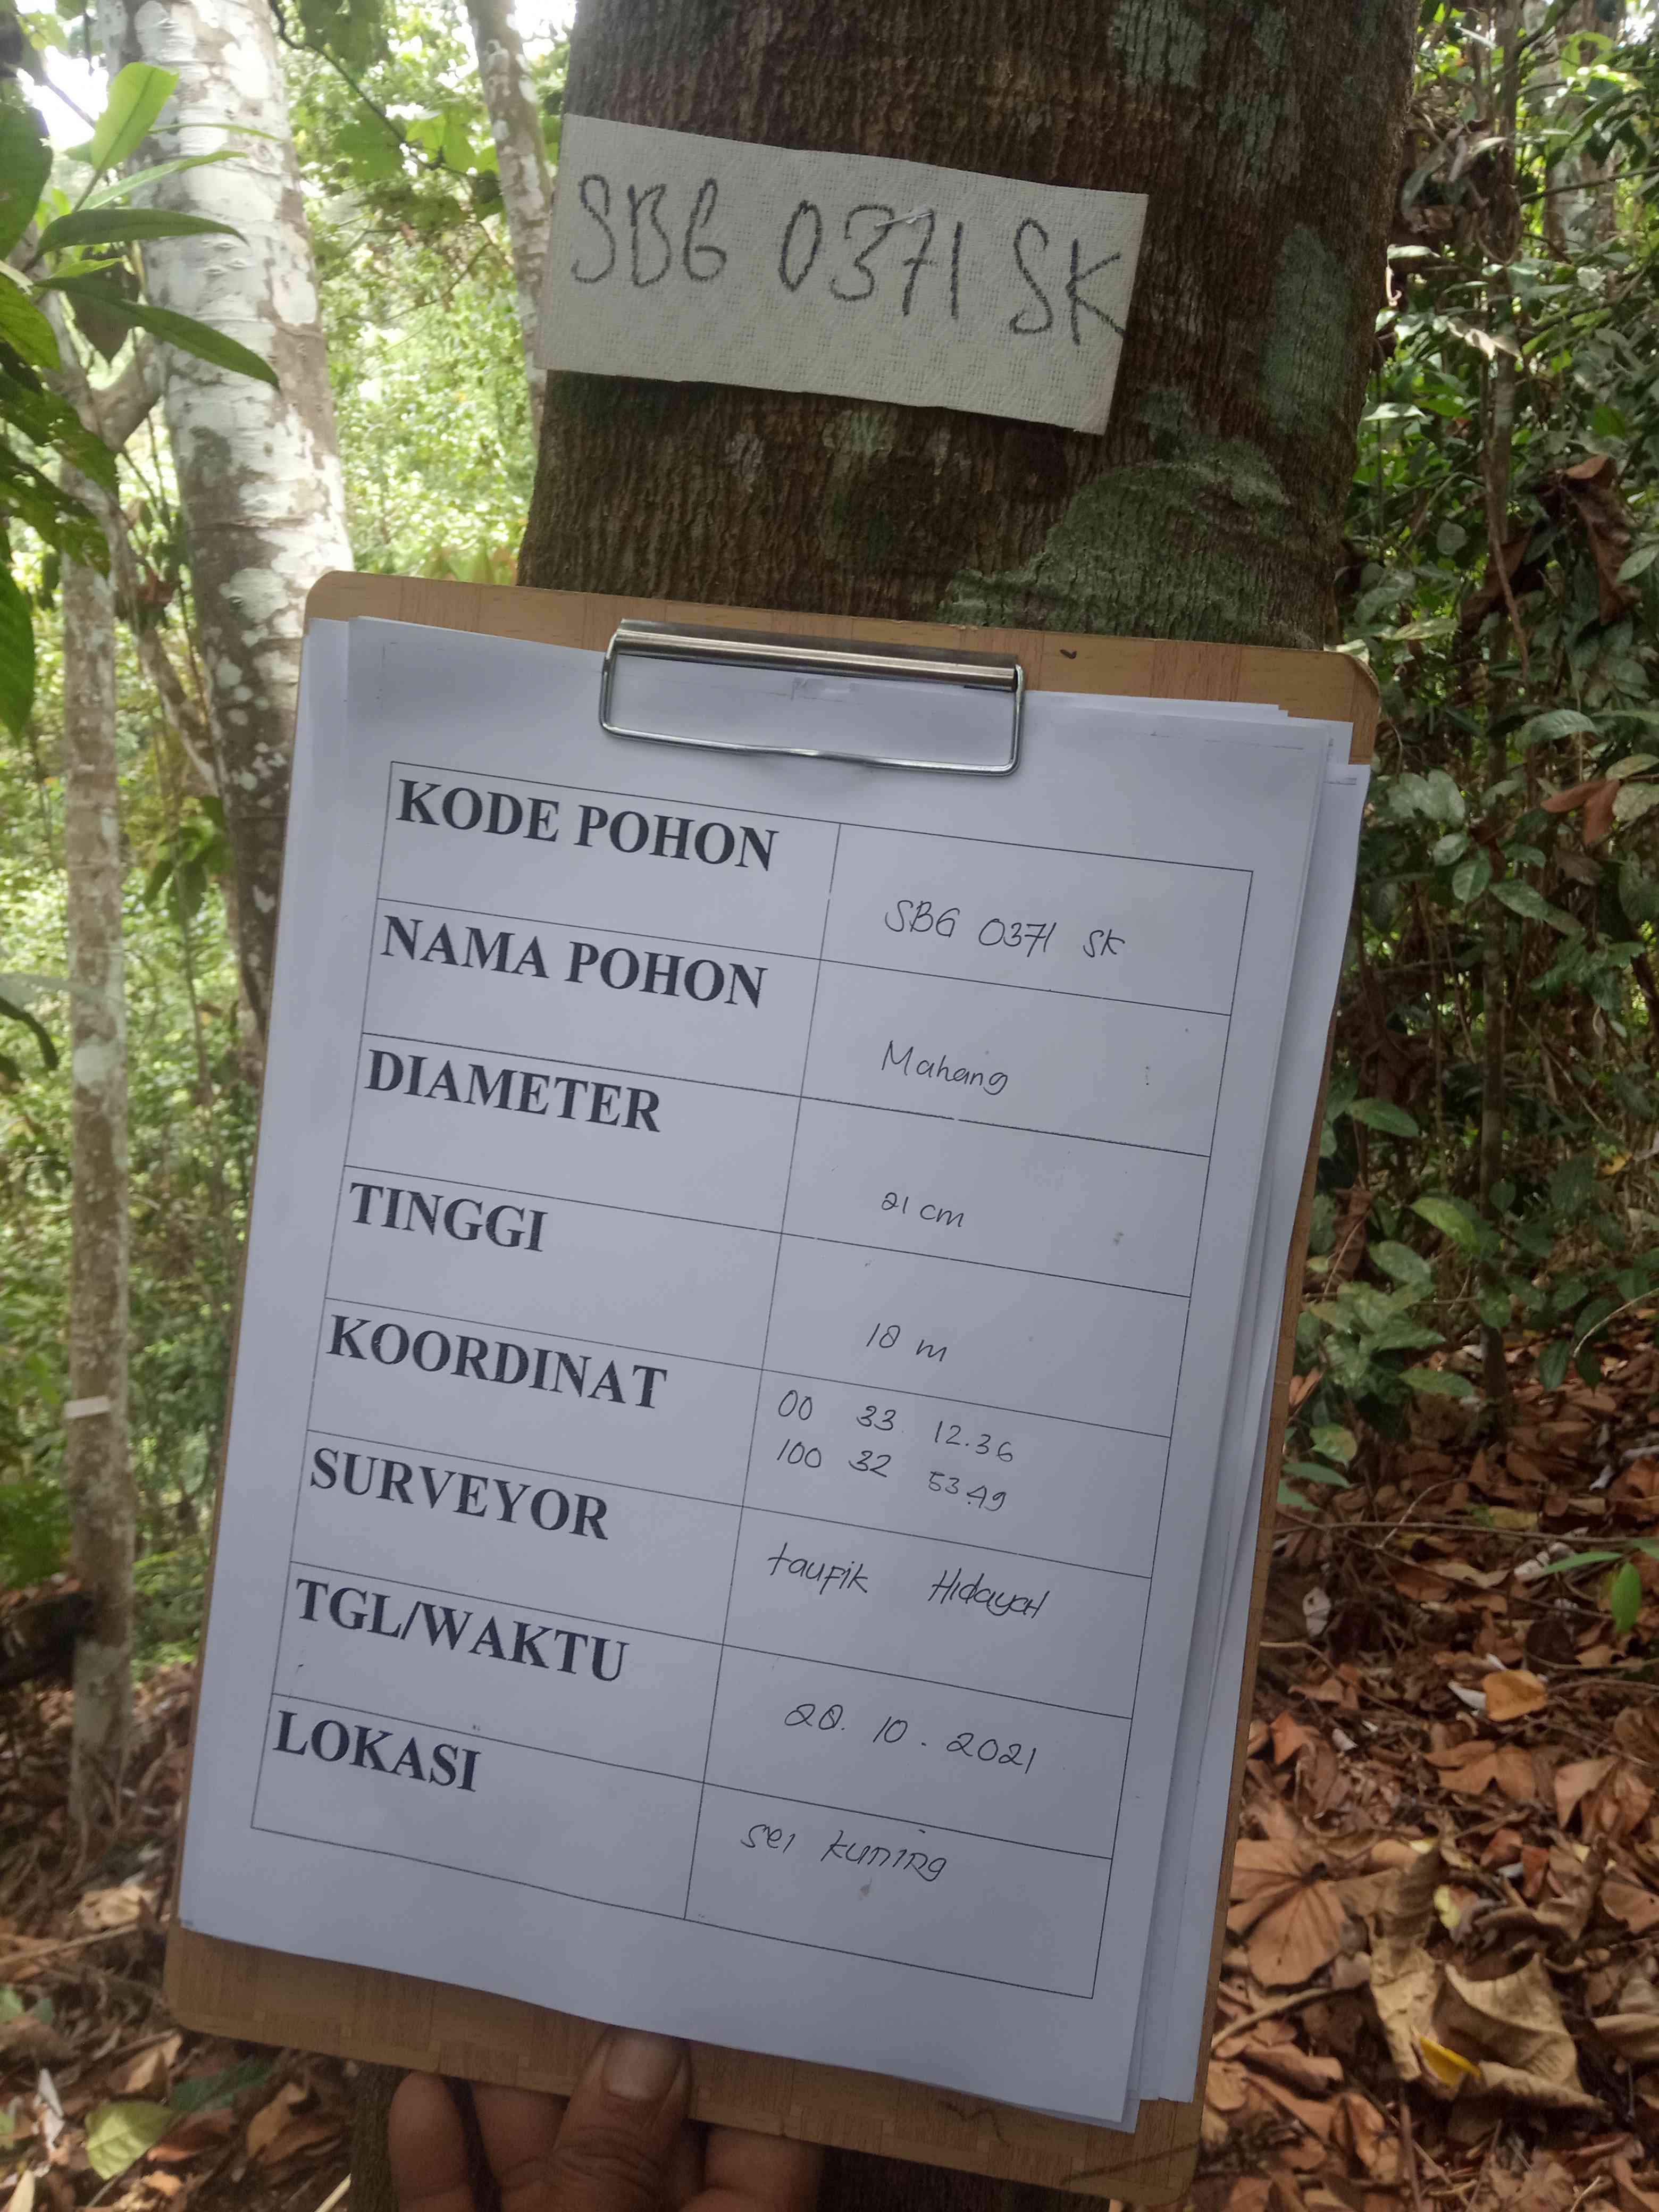 SBG 0371 SK
KODE POHON
SBG 0371 SK
NAMA POHON
Mahang
DIAMETER
21 cm
TINGGI
18 m
KOORDINAT
00 33 12.36
100 32 53.49
SURVEYOR
taufik Hidayat
TGL/WAKTU
28. 10. 2021
LOKASI
sei kuning